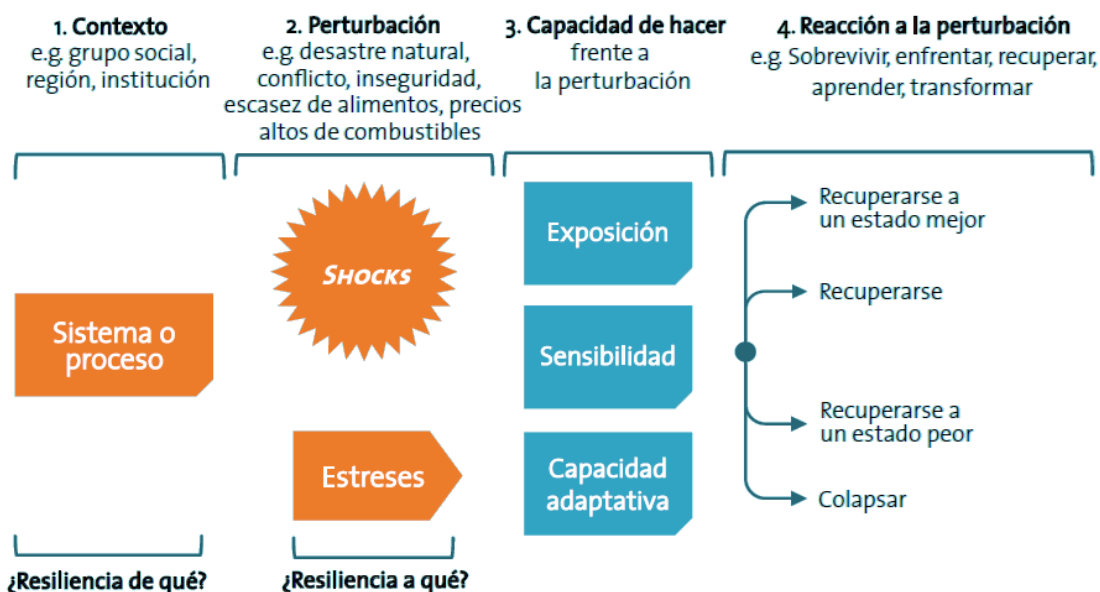 1. Contexto
e.g. grupo social,
región, institución
2. Perturbación
e.g. desastre natural,
conflicto, inseguridad,
escasez de alimentos, precios
altos de combustibles
3. Capacidad de hacer
frente a
la perturbación
4. Reacción a la perturbación
e.g. Sobrevivir, enfrentar, recuperar,
aprender, transformar
Sistema o
proceso
SHOCKS
Estreses
Exposición
Sensibilidad
Capacidad
adaptativa
Recuperarse a
un estado mejor
Recuperarse
Recuperarse a
un estado peor
Colapsar
¿Resiliencia de qué?
¿Resiliencia a qué?